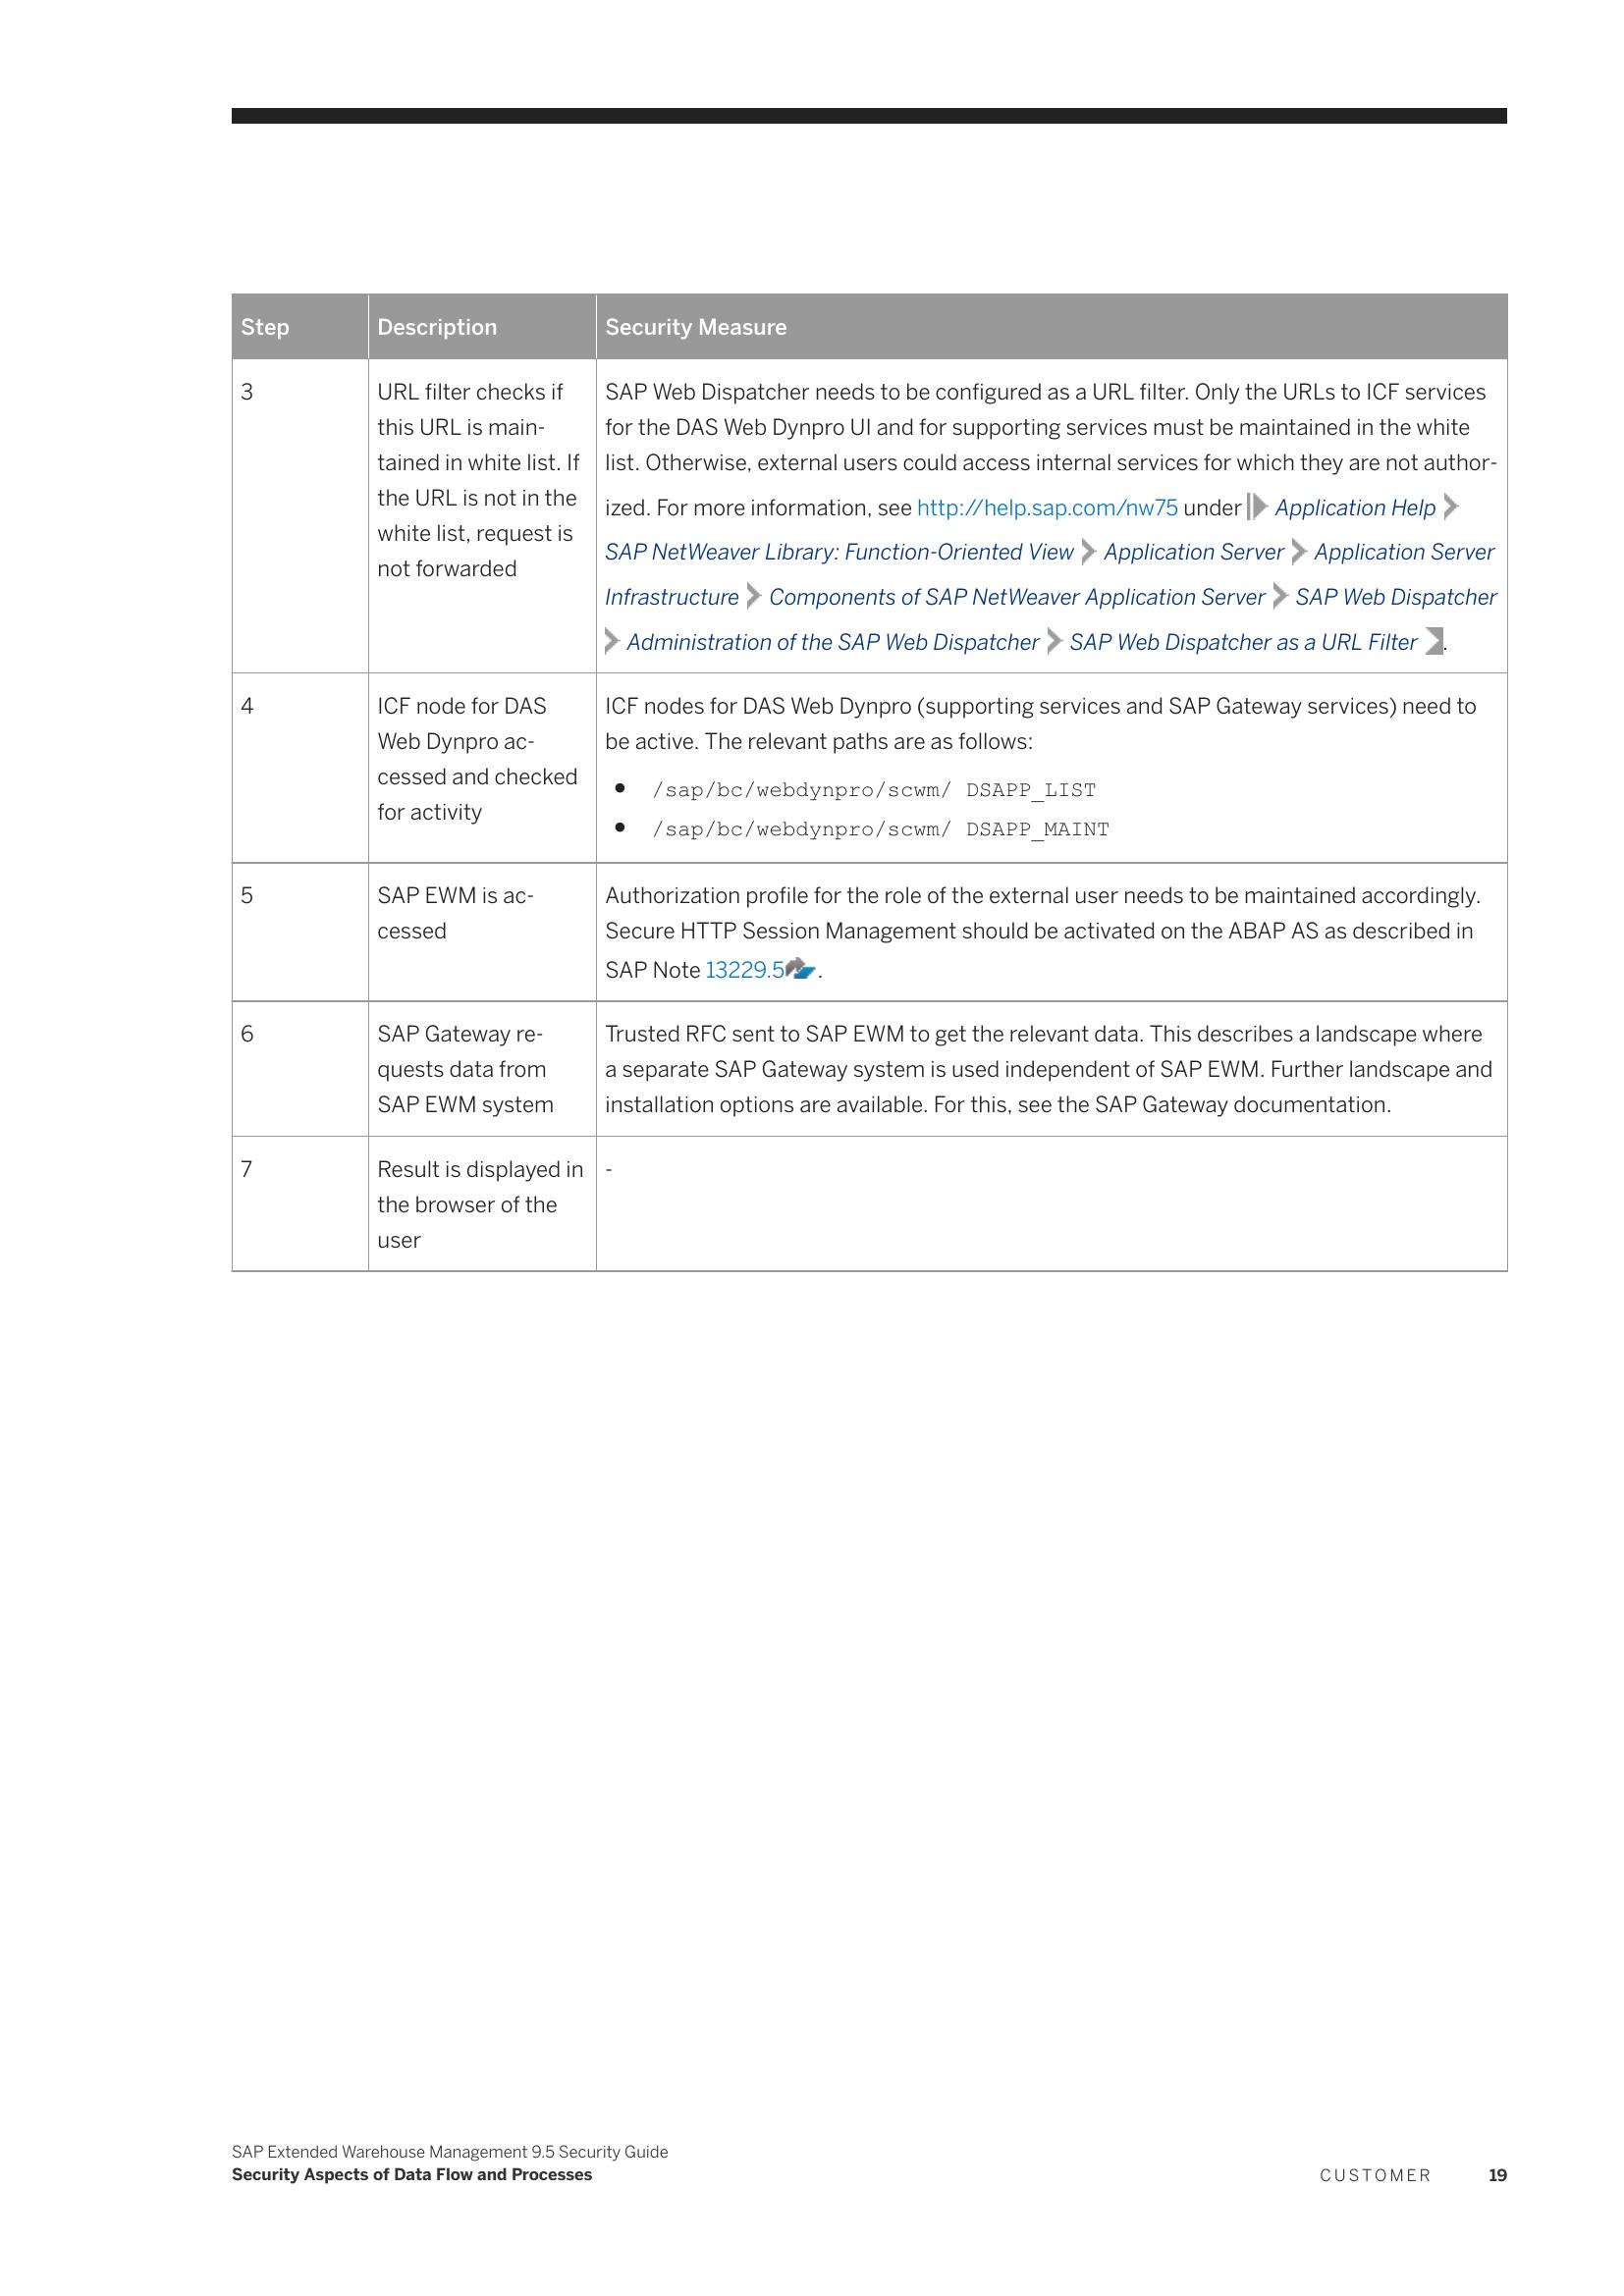 Step
Description
Security Measure
3
URL filter checks if
this URL is main-
tained in white list. If
the URL is not in the
white list, request is
not forwarded
SAP Web Dispatcher needs to be configured as a URL filter. Only the URLs to ICF services
for the DAS Web Dynpro UI and for supporting services must be maintained in the white
list. Otherwise, external users could access internal services for which they are not author-
ized. For more information, see http://help.sap.com/nw75 under Application Help
SAP NetWeaver Library: Function-Oriented View Application Server Application Server
Infrastructure Components of SAP NetWeaver Application Server SAP Web Dispatcher
Administration of the SAP Web Dispatcher SAP Web Dispatcher as a URL Filter .
4
ICF node for DAS
Web Dynpro ac-
cessed and checked
for activity
ICF nodes for DAS Web Dynpro (supporting services and SAP Gateway services) need to
be active. The relevant paths are as follows:
● /sap/bc/webdynpro/scwm/ DSAPP_LIST
● /sap/bc/webdynpro/scwm/ DSAPP_MAINT
5
SAP EWM is ac-
cessed
Authorization profile for the role of the external user needs to be maintained accordingly.
Secure HTTP Session Management should be activated on the ABAP AS as described in
SAP Note 13229.5 .
6
SAP Gateway re-
quests data from
SAP EWM system
Trusted RFC sent to SAP EWM to get the relevant data. This describes a landscape where
a separate SAP Gateway system is used independent of SAP EWM. Further landscape and
installation options are available. For this, see the SAP Gateway documentation.
7
Result is displayed in
the browser of the
user
-
SAP Extended Warehouse Management 9.5 Security Guide
Security Aspects of Data Flow and Processes
CUSTOMER 19